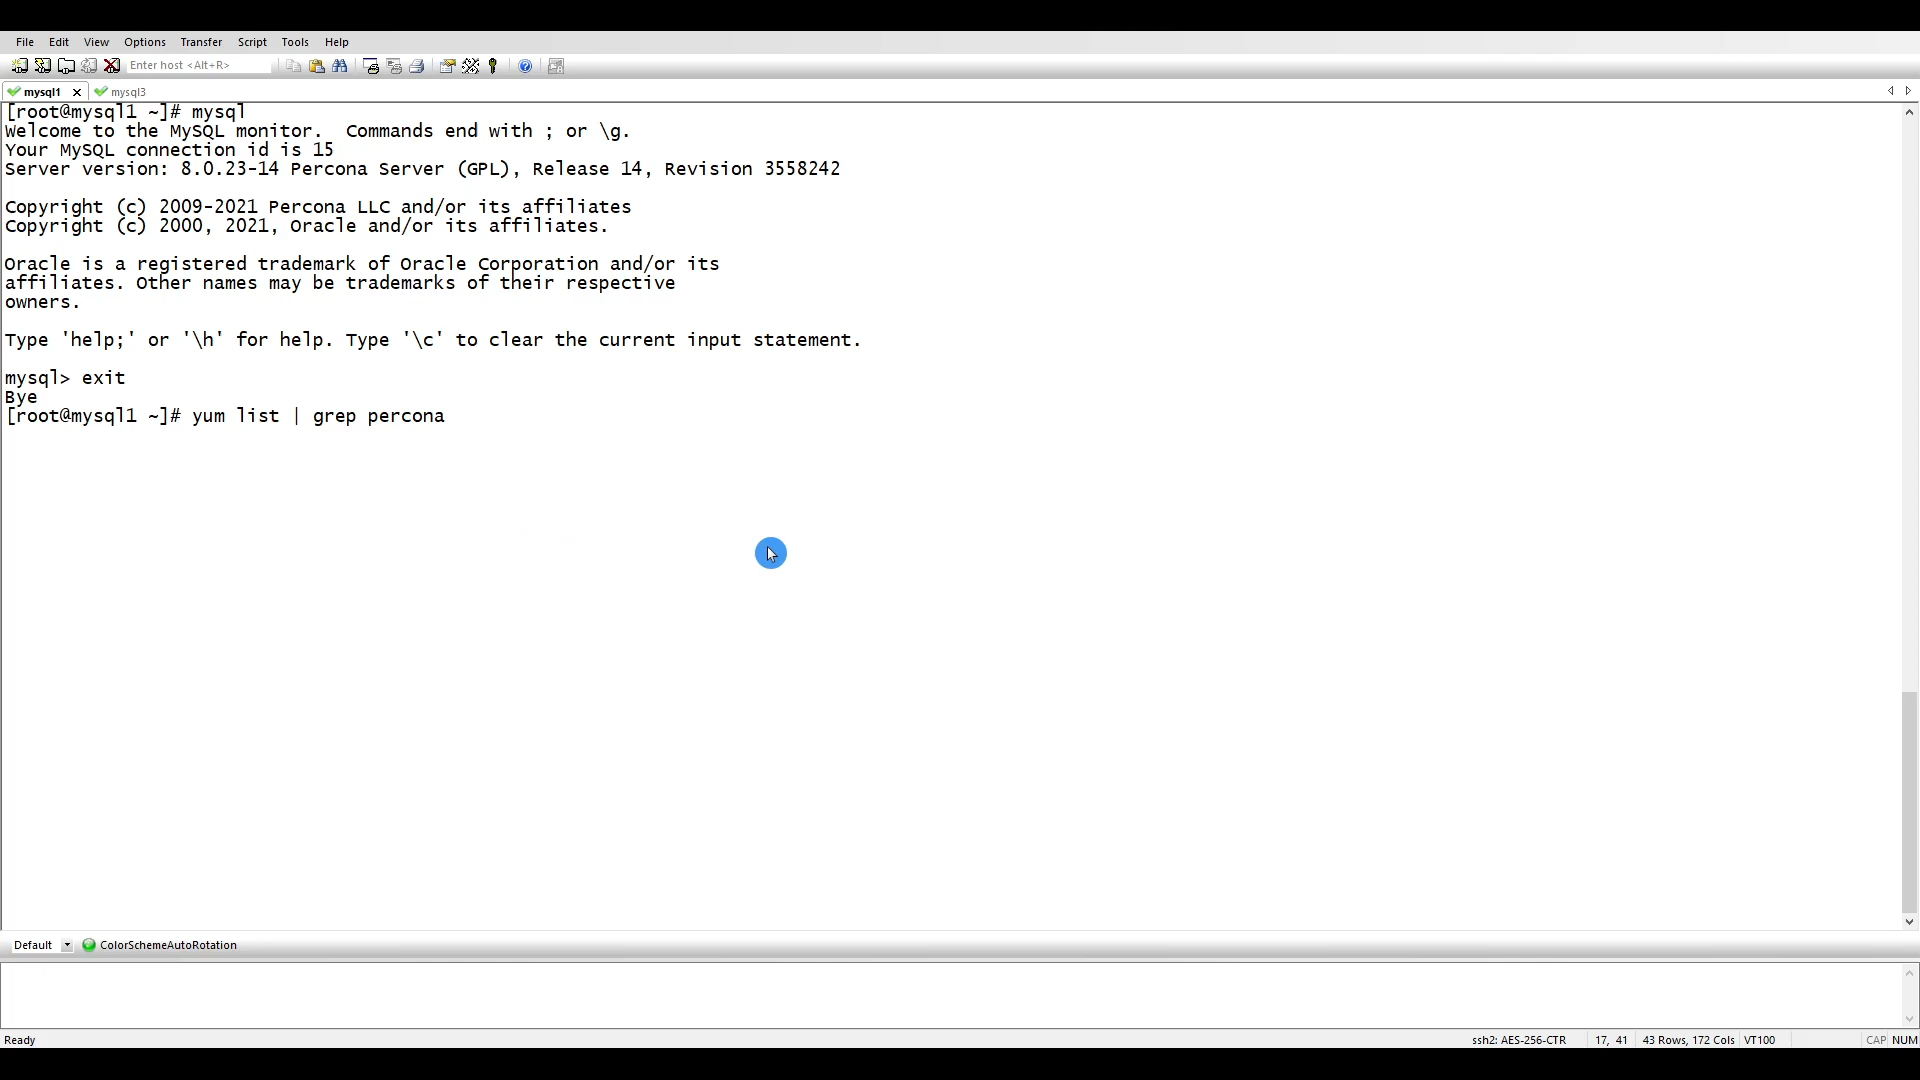 File Edit View Options Transfer Script Tools Help
Enter host <Alt+R>
mysql1 mysql3
[root@mysql1 ~]# mysql
Welcome to the MySQL monitor.  Commands end with ; or \g.
Your MySQL connection id is 15
Server version: 8.0.23-14 Percona Server (GPL), Release 14, Revision 3558242
Copyright (c) 2009-2021 Percona LLC and/or its affiliates
Copyright (c) 2000, 2021, Oracle and/or its affiliates.
Oracle is a registered trademark of Oracle Corporation and/or its
affiliates. Other names may be trademarks of their respective
owners.
Type 'help;' or '\h' for help. Type '\c' to clear the current input statement.
mysql> exit
Bye
[root@mysql1 ~]# yum list | grep percona
Default ColorSchemeAutoRotation
Ready ssh2: AES-256-CTR 17, 41 43 Rows, 172 Cols VT100 CAP NUM